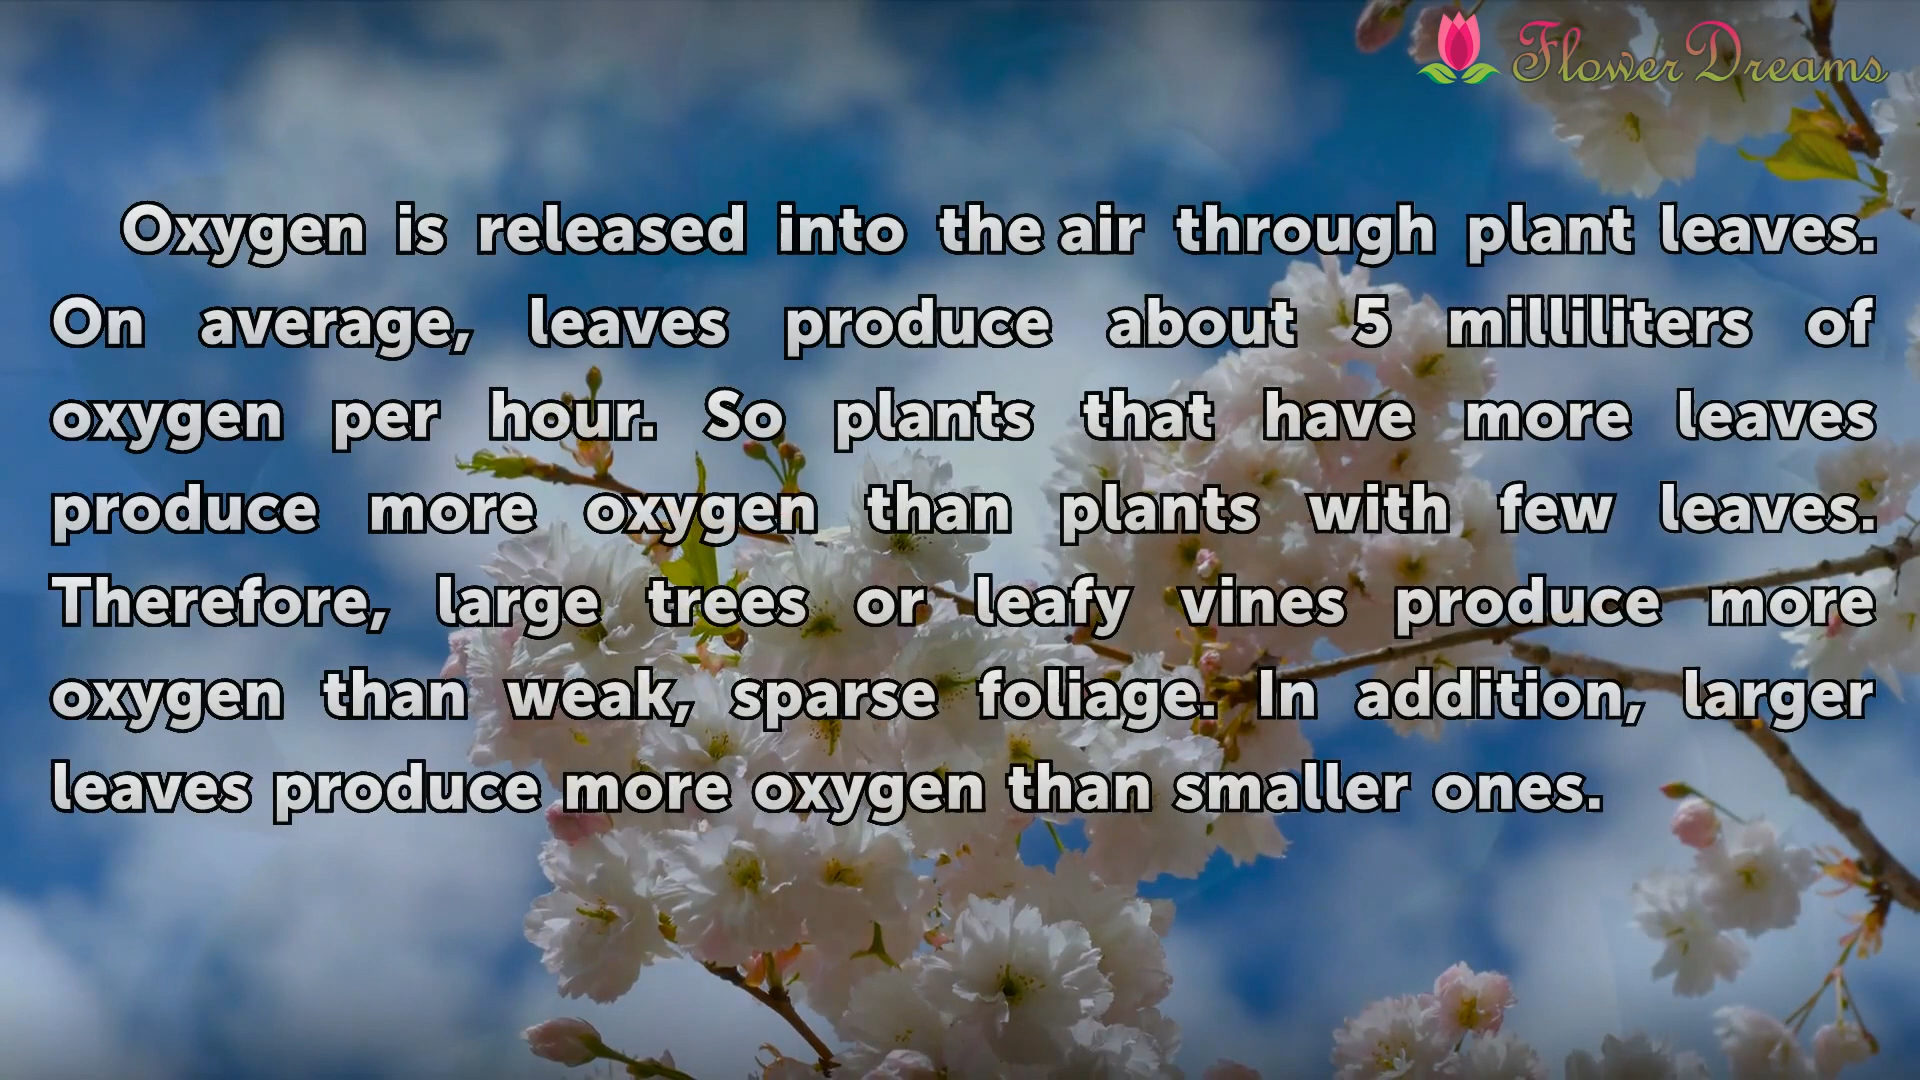 Flower Dreams
Oxygen is released into the air through plant leaves.
On average, leaves produce about 5 milliliters of
oxygen per hour. So plants that have more leaves
produce more oxygen than plants with few leaves.
Therefore, large trees or leafy vines produce more
oxygen than weak, sparse foliage. In addition, larger
leaves produce more oxygen than smaller ones.